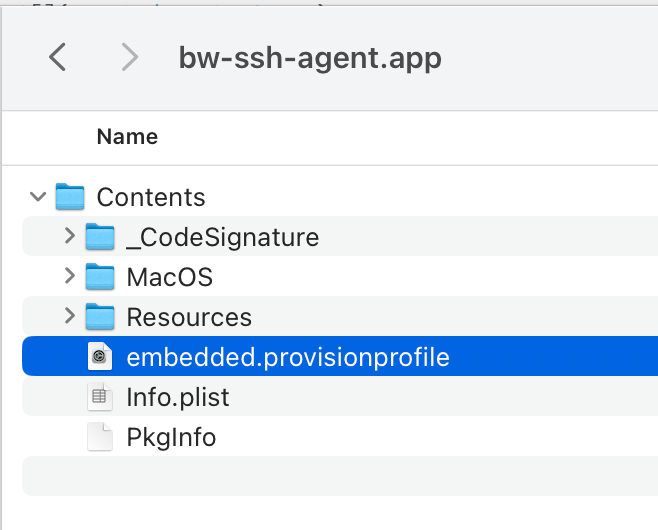 bw-ssh-agent.app
Name
Contents
_CodeSignature
MacOS
Resources
embedded.provisionprofile
Info.plist
PkgInfo